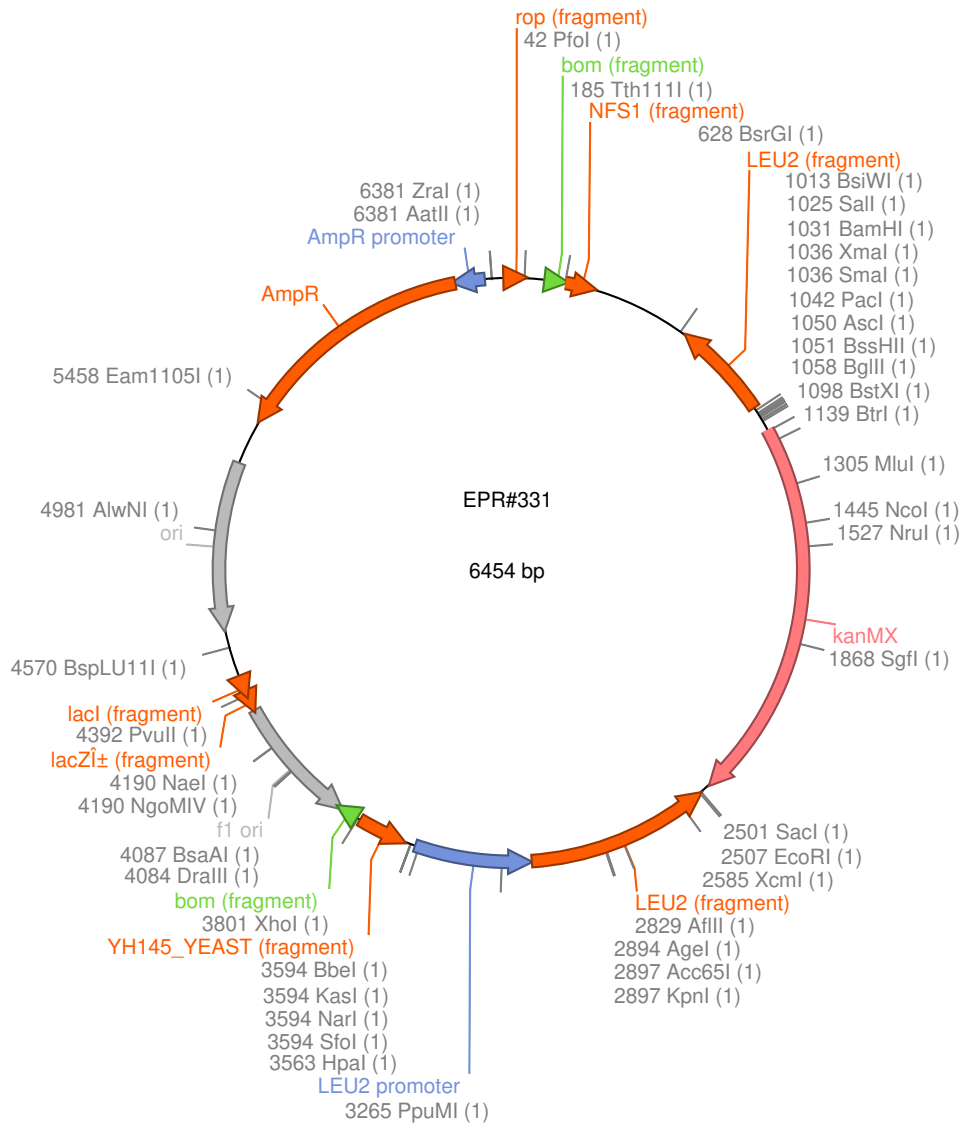 rop (fragment)
42 PfoI (1)
bom (fragment)
185 Tth111I (1)
NFS1 (fragment)
628 BsrGI (1)
LEU2 (fragment)
1013 BsiWI (1)
1025 SalI (1)
1031 BamHI (1)
1036 XmaI (1)
1036 SmaI (1)
1042 PacI (1)
1050 AscI (1)
1051 BssHII (1)
1058 BglII (1)
1098 BstXI (1)
1139 BtrI (1)
1305 MluI (1)
1445 NcoI (1)
1527 NruI (1)
kanMX
1868 SgfI (1)
2501 SacI (1)
2507 EcoRI (1)
2585 XcmI (1)
LEU2 (fragment)
2829 AflII (1)
2894 AgeI (1)
2897 Acc65I (1)
2897 KpnI (1)
6381 ZraI (1)
6381 AatII (1)
AmpR promoter
AmpR
5458 Eam1105I (1)
4981 AlwNI (1)
ori
4570 BspLU11I (1)
lacI (fragment)
4392 PvuII (1)
lacZÎ± (fragment)
4190 NaeI (1)
4190 NgoMIV (1)
f1 ori
4087 BsaAI (1)
4084 DraIII (1)
bom (fragment)
3801 XhoI (1)
YH145_YEAST (fragment)
3594 BbeI (1)
3594 KasI (1)
3594 NarI (1)
3594 SfoI (1)
3563 HpaI (1)
LEU2 promoter
3265 PpuMI (1)
EPR#331
6454 bp